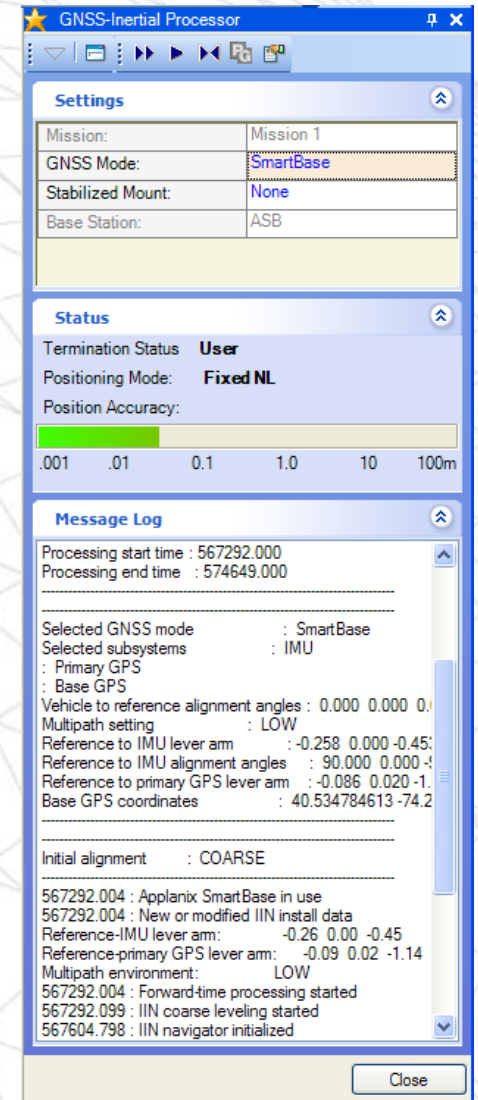 GNSS-Inertial Processor
Settings
Mission: Mission 1
GNSS Mode: SmartBase
Stabilized Mount: None
Base Station: ASB
Status
Termination Status User
Positioning Mode: Fixed NL
Position Accuracy:
.001 .01 0.1 1.0 10 100m
Message Log
Processing start time : 567292.000
Processing end time : 574649.000
Selected GNSS mode : SmartBase
Selected subsystems : IMU
: Primary GPS
: Base GPS
Vehicle to reference alignment angles : 0.000 0.000 0.
Multipath setting : LOW
Reference to IMU lever arm : -0.258 0.000 -0.45
Reference to IMU alignment angles : 90.000 0.000
Reference to primary GPS lever arm : -0.086 0.020 -1.
Base GPS coordinates : 40.534784613 -74.2
Initial alignment : COARSE
567292.004 : Applanix SmartBase in use
567292.004 : New or modified IIN install data
Reference-IMU lever arm: -0.26 0.00 -0.45
Reference-primary GPS lever arm: -0.09 0.02 -1.14
Multipath environment: LOW
567292.004 : Forward-time processing started
567292.099 : IIN coarse leveling started
567604.798 : IIN navigator initialized
Close